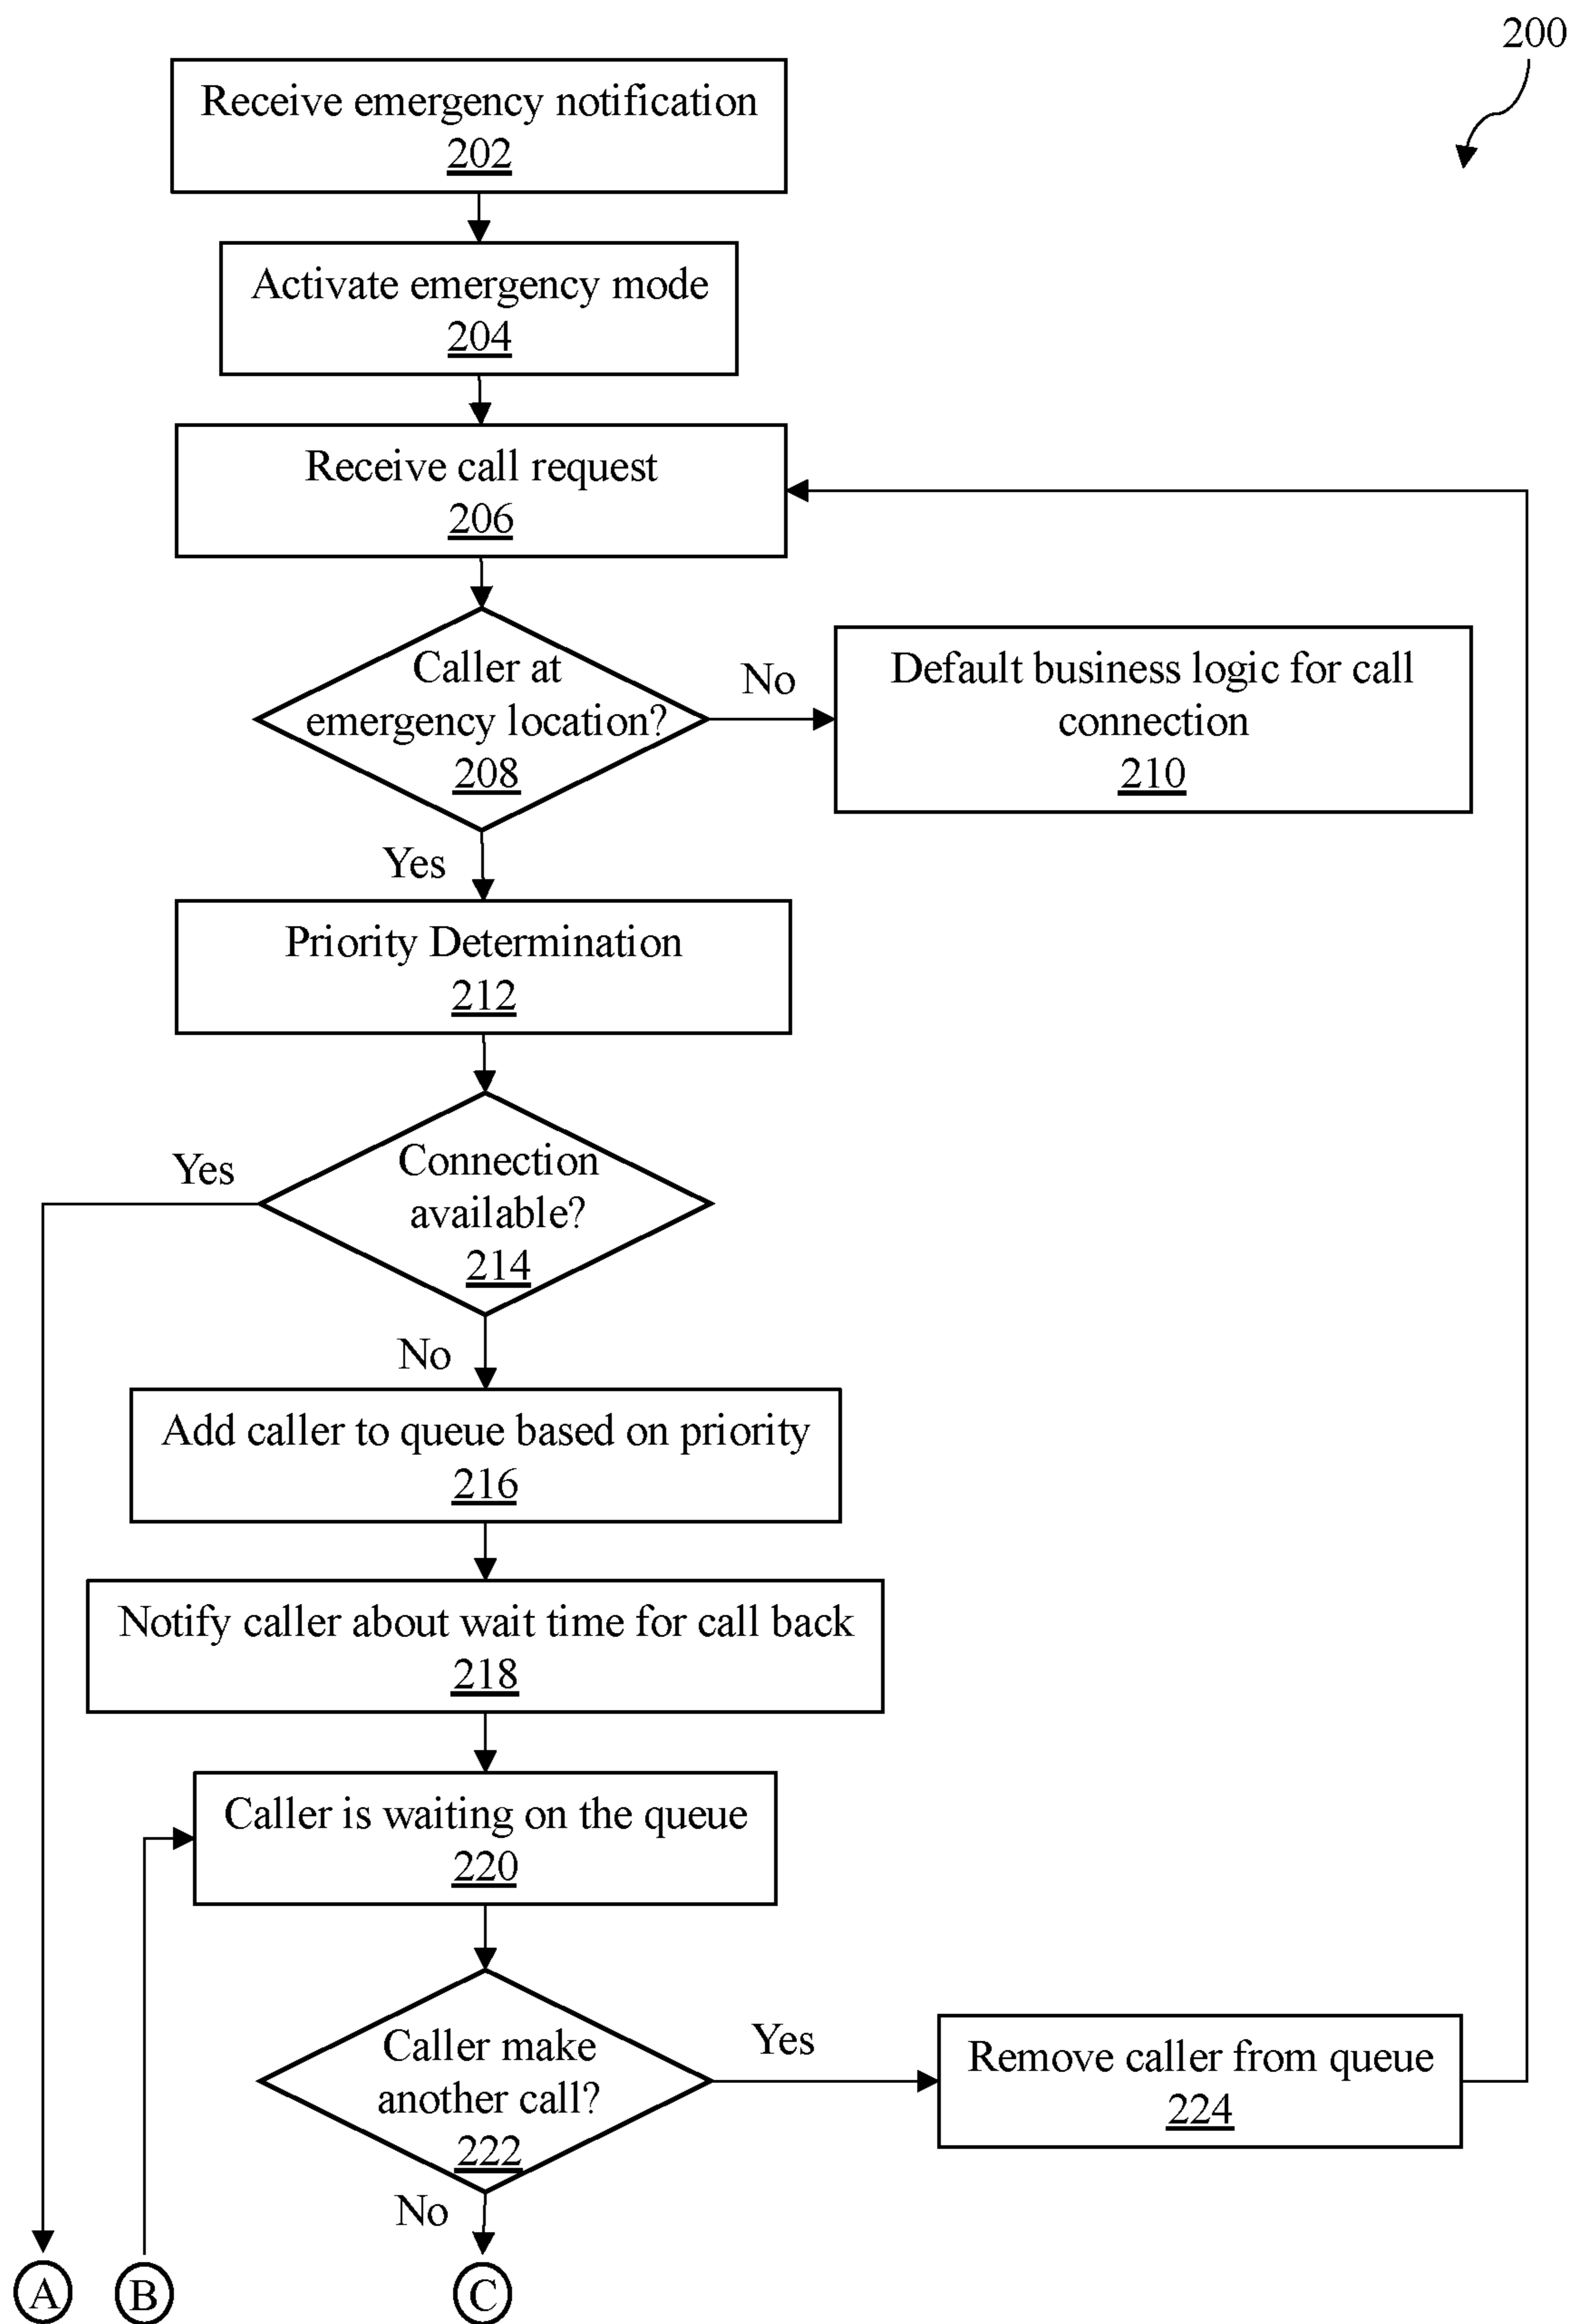 200
Receive emergency notification
202
Activate emergency mode
204
Receive call request
206
Caller at
emergency location?
208
No
Default business logic for call
connection
210
Yes
Priority Determination
212
Yes
Connection
available?
214
No
Add caller to queue based on priority
216
Notify caller about wait time for call back
218
Caller is waiting on the queue
220
Caller make
another call?
222
Yes
Remove caller from queue
224
No
A
B
C